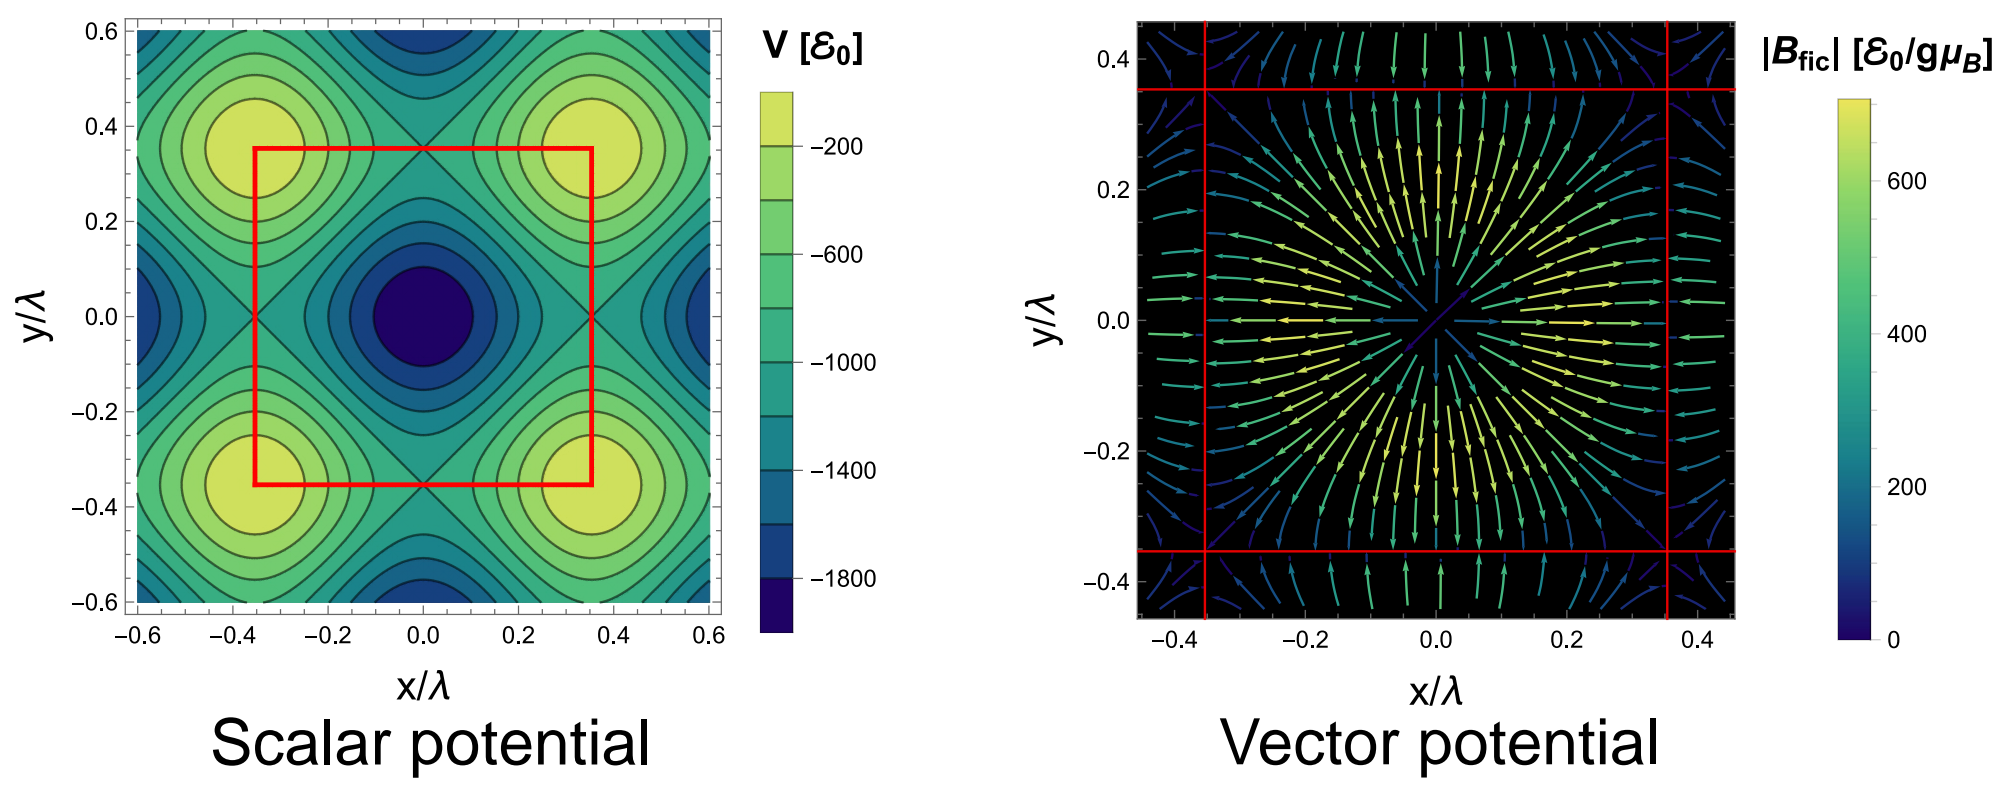 V [ℰ₀]
0.6
0.4
0.2
0.0
−0.2
−0.4
−0.6
y/λ
−0.6 −0.4 −0.2 0.0 0.2 0.4 0.6
x/λ
−200
−600
−1000
−1400
−1800
Scalar potential
|B_fic| [ℰ₀/gμ_B]
0.4
0.2
0.0
−0.2
−0.4
y/λ
−0.4 −0.2 0.0 0.2 0.4
x/λ
600
400
200
0
Vector potential